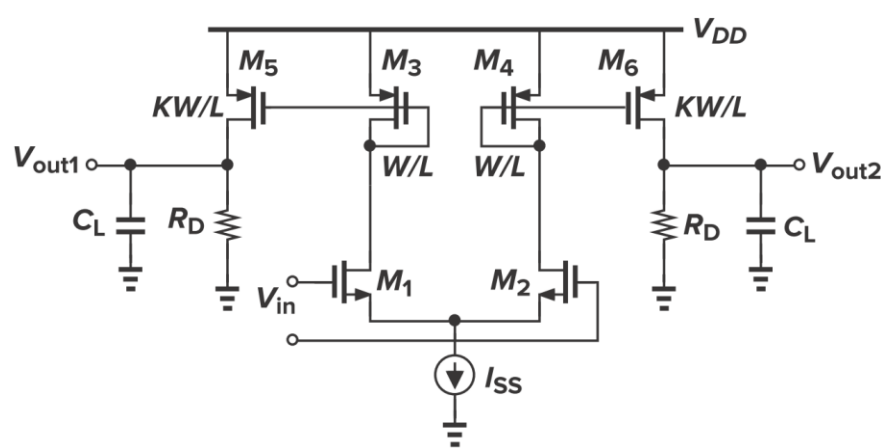 V_DD
M_5 M_3 M_4 M_6
KW/L KW/L
V_out1 W/L W/L V_out2
C_L R_D R_D C_L
M_1 M_2
V_in
I_SS